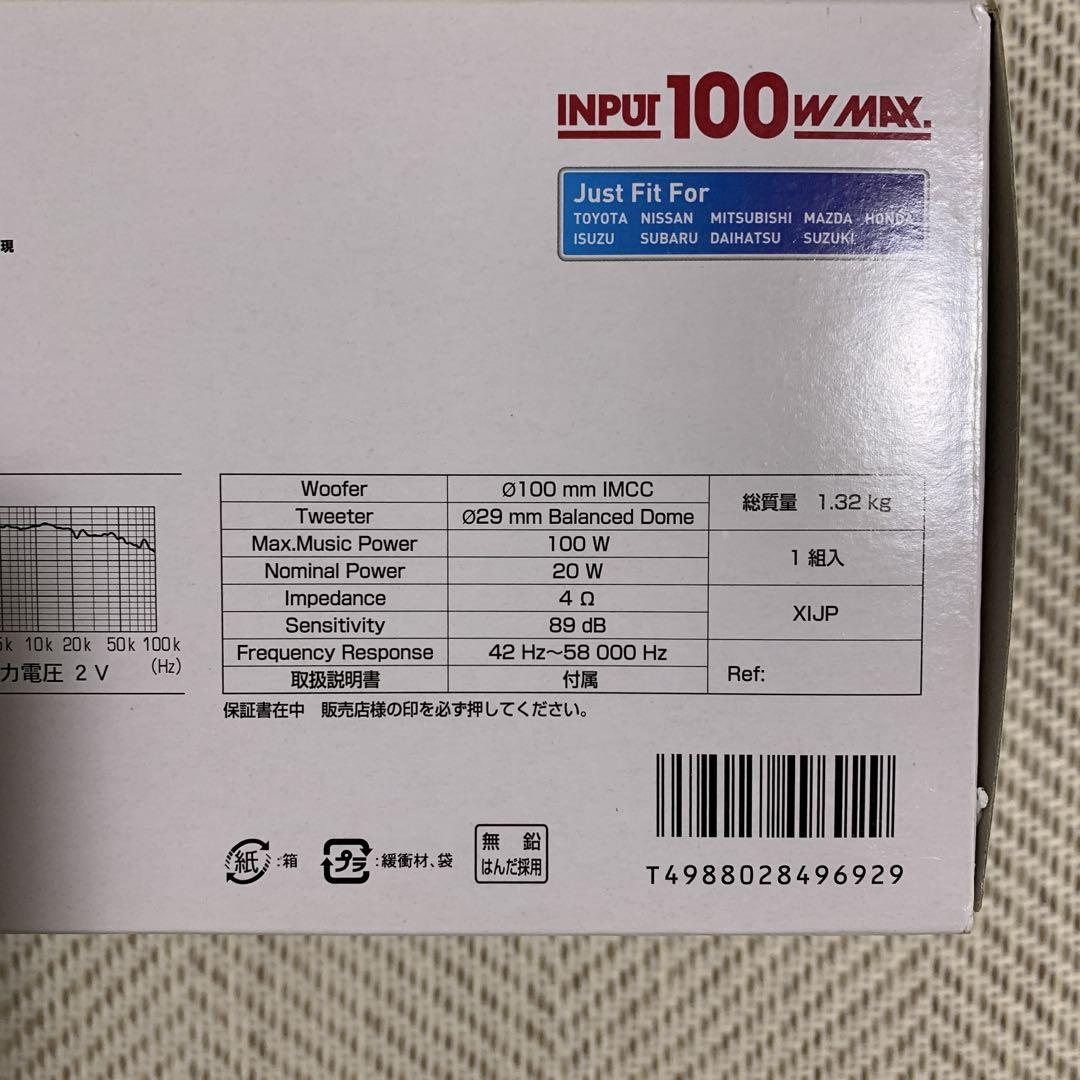 INPUT 100W MAX.
Just Fit For
TOYOTA NISSAN MITSUBISHI MAZDA HONDA
ISUZU SUBARU DAIHATSU SUZUKI
現
Woofer Ø100 mm IMCC
総質量 1.32 kg
Tweeter Ø29 mm Balanced Dome
Max.Music Power 100 W
1 組入
Nominal Power 20 W
Impedance 4 Ω
XIJP
Sensitivity 89 dB
Frequency Response 42 Hz～58 000 Hz
Ref:
取扱説明書 付属
10k 20k 50k 100k
(Hz)
力電圧 2 V
保証書在中 販売店様の印を必ず押してください。
紙:箱
プラ:緩衝材、袋
無 鉛
はんだ採用
T4988028496929